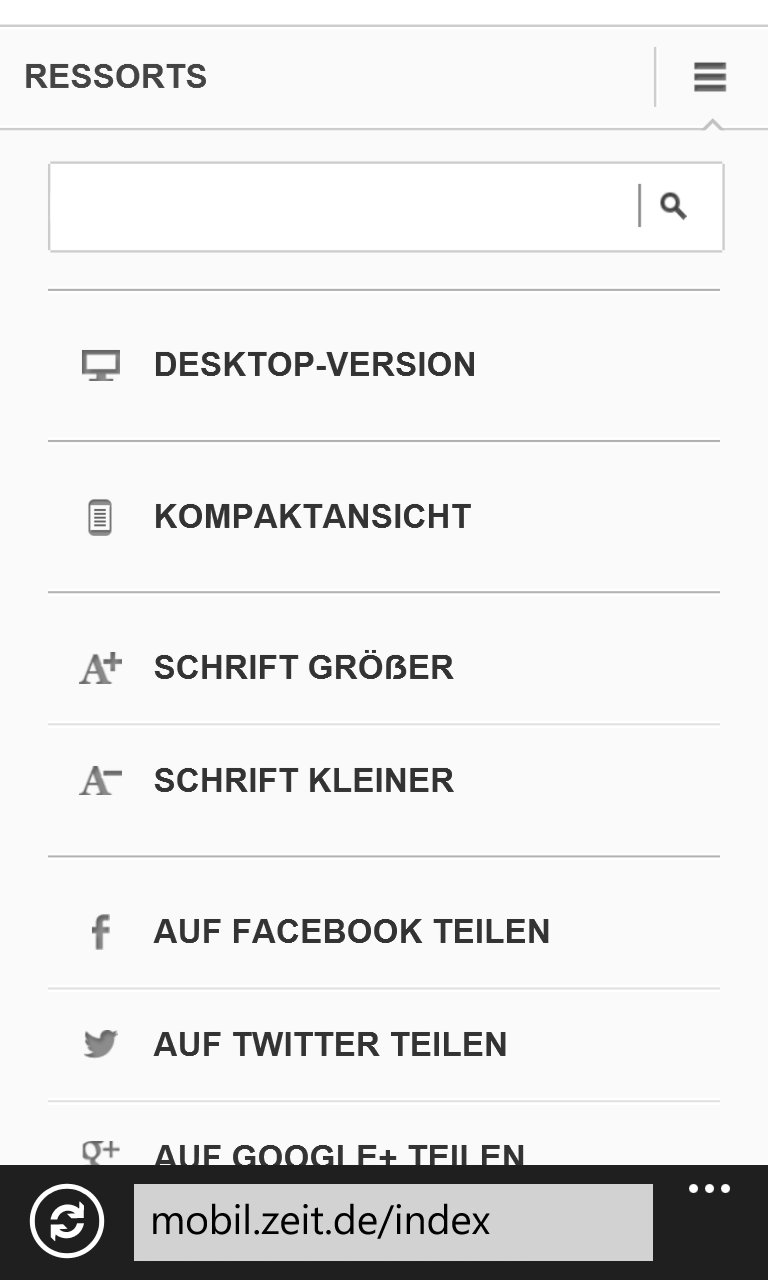 RESSORTS
DESKTOP-VERSION
KOMPAKTANSICHT
SCHRIFT GRÖßER
SCHRIFT KLEINER
AUF FACEBOOK TEILEN
AUF TWITTER TEILEN
AUF GOOGLE+ TEILEN
mobil.zeit.de/index